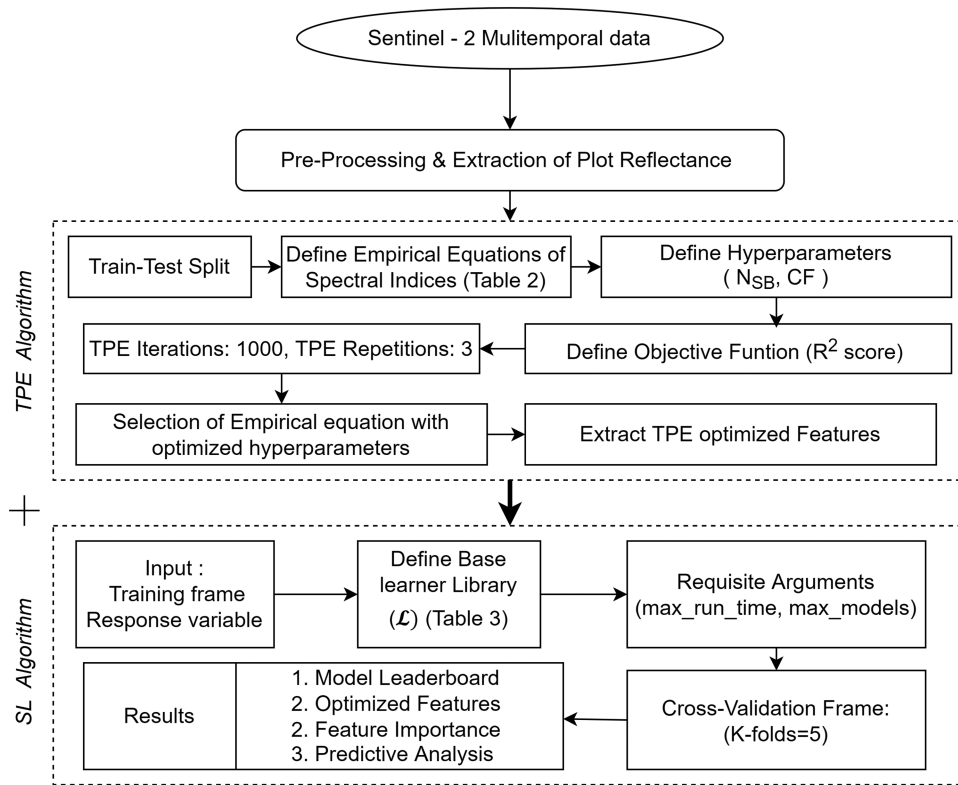 Sentinel - 2 Mulitemporal data
Pre-Processing & Extraction of Plot Reflectance
TPE Algorithm
Train-Test Split
Define Empirical Equations of
Spectral Indices (Table 2)
Define Hyperparameters
( N_SB, CF )
Define Objective Funtion (R² score)
TPE Iterations: 1000, TPE Repetitions: 3
Selection of Empirical equation with
optimized hyperparameters
Extract TPE optimized Features
+
SL Algorithm
Input :
Training frame
Response variable
Define Base
learner Library
(ℒ) (Table 3)
Requisite Arguments
(max_run_time, max_models)
Cross-Validation Frame:
(K-folds=5)
Results
1. Model Leaderboard
2. Optimized Features
2. Feature Importance
3. Predictive Analysis